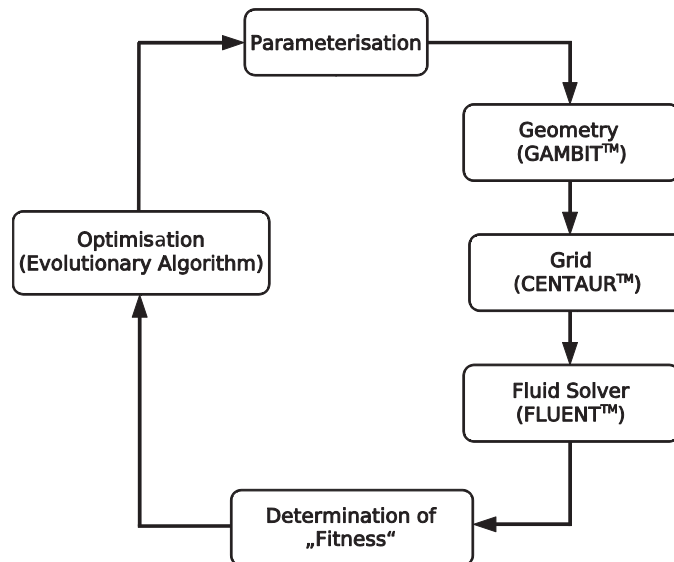 Parameterisation
Geometry
(GAMBIT™)
Grid
(CENTAUR™)
Fluid Solver
(FLUENT™)
Determination of
„Fitness“
Optimisation
(Evolutionary Algorithm)